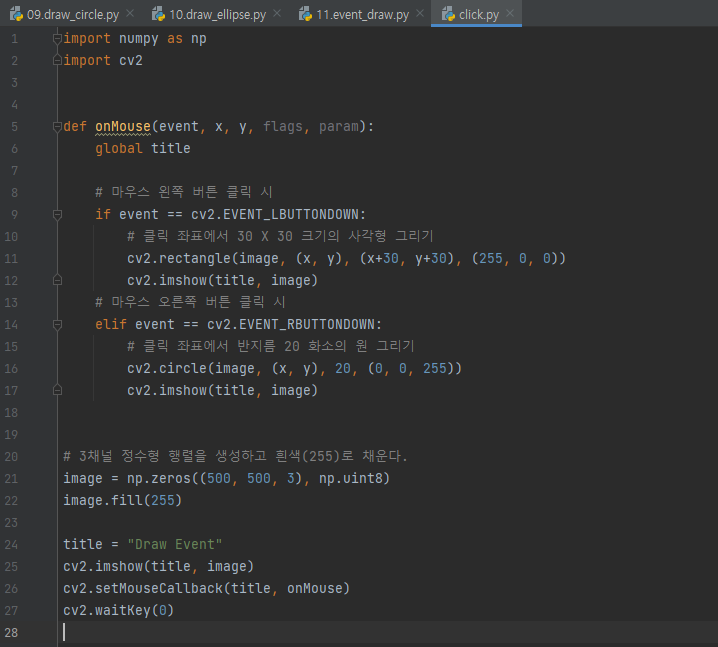 09.draw_circle.py 10.draw_ellipse.py 11.event_draw.py click.py
1 import numpy as np
2 import cv2
3
4
5 def onMouse(event, x, y, flags, param):
6     global title
7
8     # 마우스 왼쪽 버튼 클릭 시
9     if event == cv2.EVENT_LBUTTONDOWN:
10         # 클릭 좌표에서 30 X 30 크기의 사각형 그리기
11         cv2.rectangle(image, (x, y), (x+30, y+30), (255, 0, 0))
12         cv2.imshow(title, image)
13     # 마우스 오른쪽 버튼 클릭 시
14     elif event == cv2.EVENT_RBUTTONDOWN:
15         # 클릭 좌표에서 반지름 20 화소의 원 그리기
16         cv2.circle(image, (x, y), 20, (0, 0, 255))
17         cv2.imshow(title, image)
18
19
20 # 3채널 정수형 행렬을 생성하고 흰색(255)로 채운다.
21 image = np.zeros((500, 500, 3), np.uint8)
22 image.fill(255)
23
24 title = "Draw Event"
25 cv2.imshow(title, image)
26 cv2.setMouseCallback(title, onMouse)
27 cv2.waitKey(0)
28